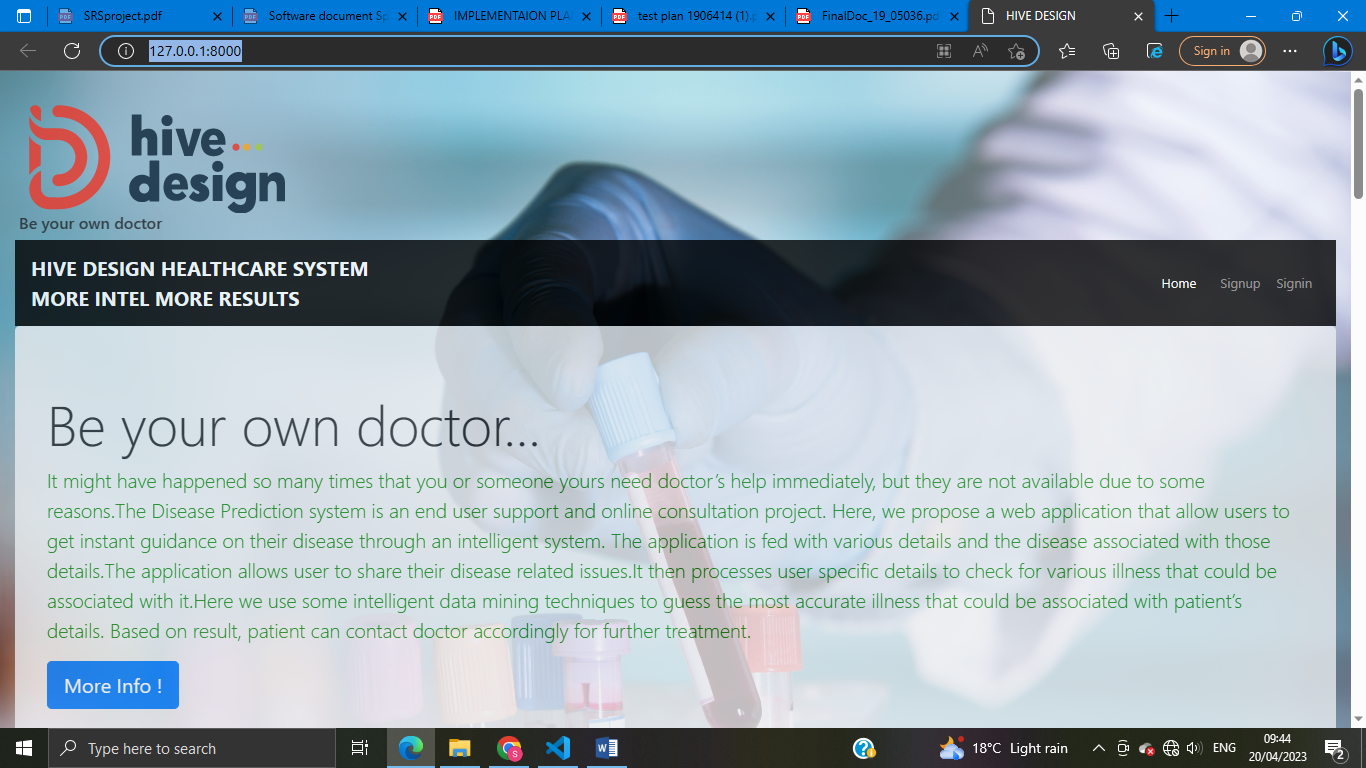 SRSproject.pdf
Software document Sp
IMPLEMENTAION PLA
test plan 1906414 (1).p
FinalDoc_19_05036.pd
HIVE DESIGN
127.0.0.1:8000
Sign in
hive
design
Be your own doctor
HIVE DESIGN HEALTHCARE SYSTEM
MORE INTEL MORE RESULTS
Home Signup Signin
Be your own doctor...
It might have happened so many times that you or someone yours need doctor’s help immediately, but they are not available due to some
reasons.The Disease Prediction system is an end user support and online consultation project. Here, we propose a web application that allow users to
get instant guidance on their disease through an intelligent system. The application is fed with various details and the disease associated with those
details.The application allows user to share their disease related issues.It then processes user specific details to check for various illness that could be
associated with it.Here we use some intelligent data mining techniques to guess the most accurate illness that could be associated with patient’s
details. Based on result, patient can contact doctor accordingly for further treatment.
More Info !
Type here to search
18°C Light rain
ENG
09:44
20/04/2023
2